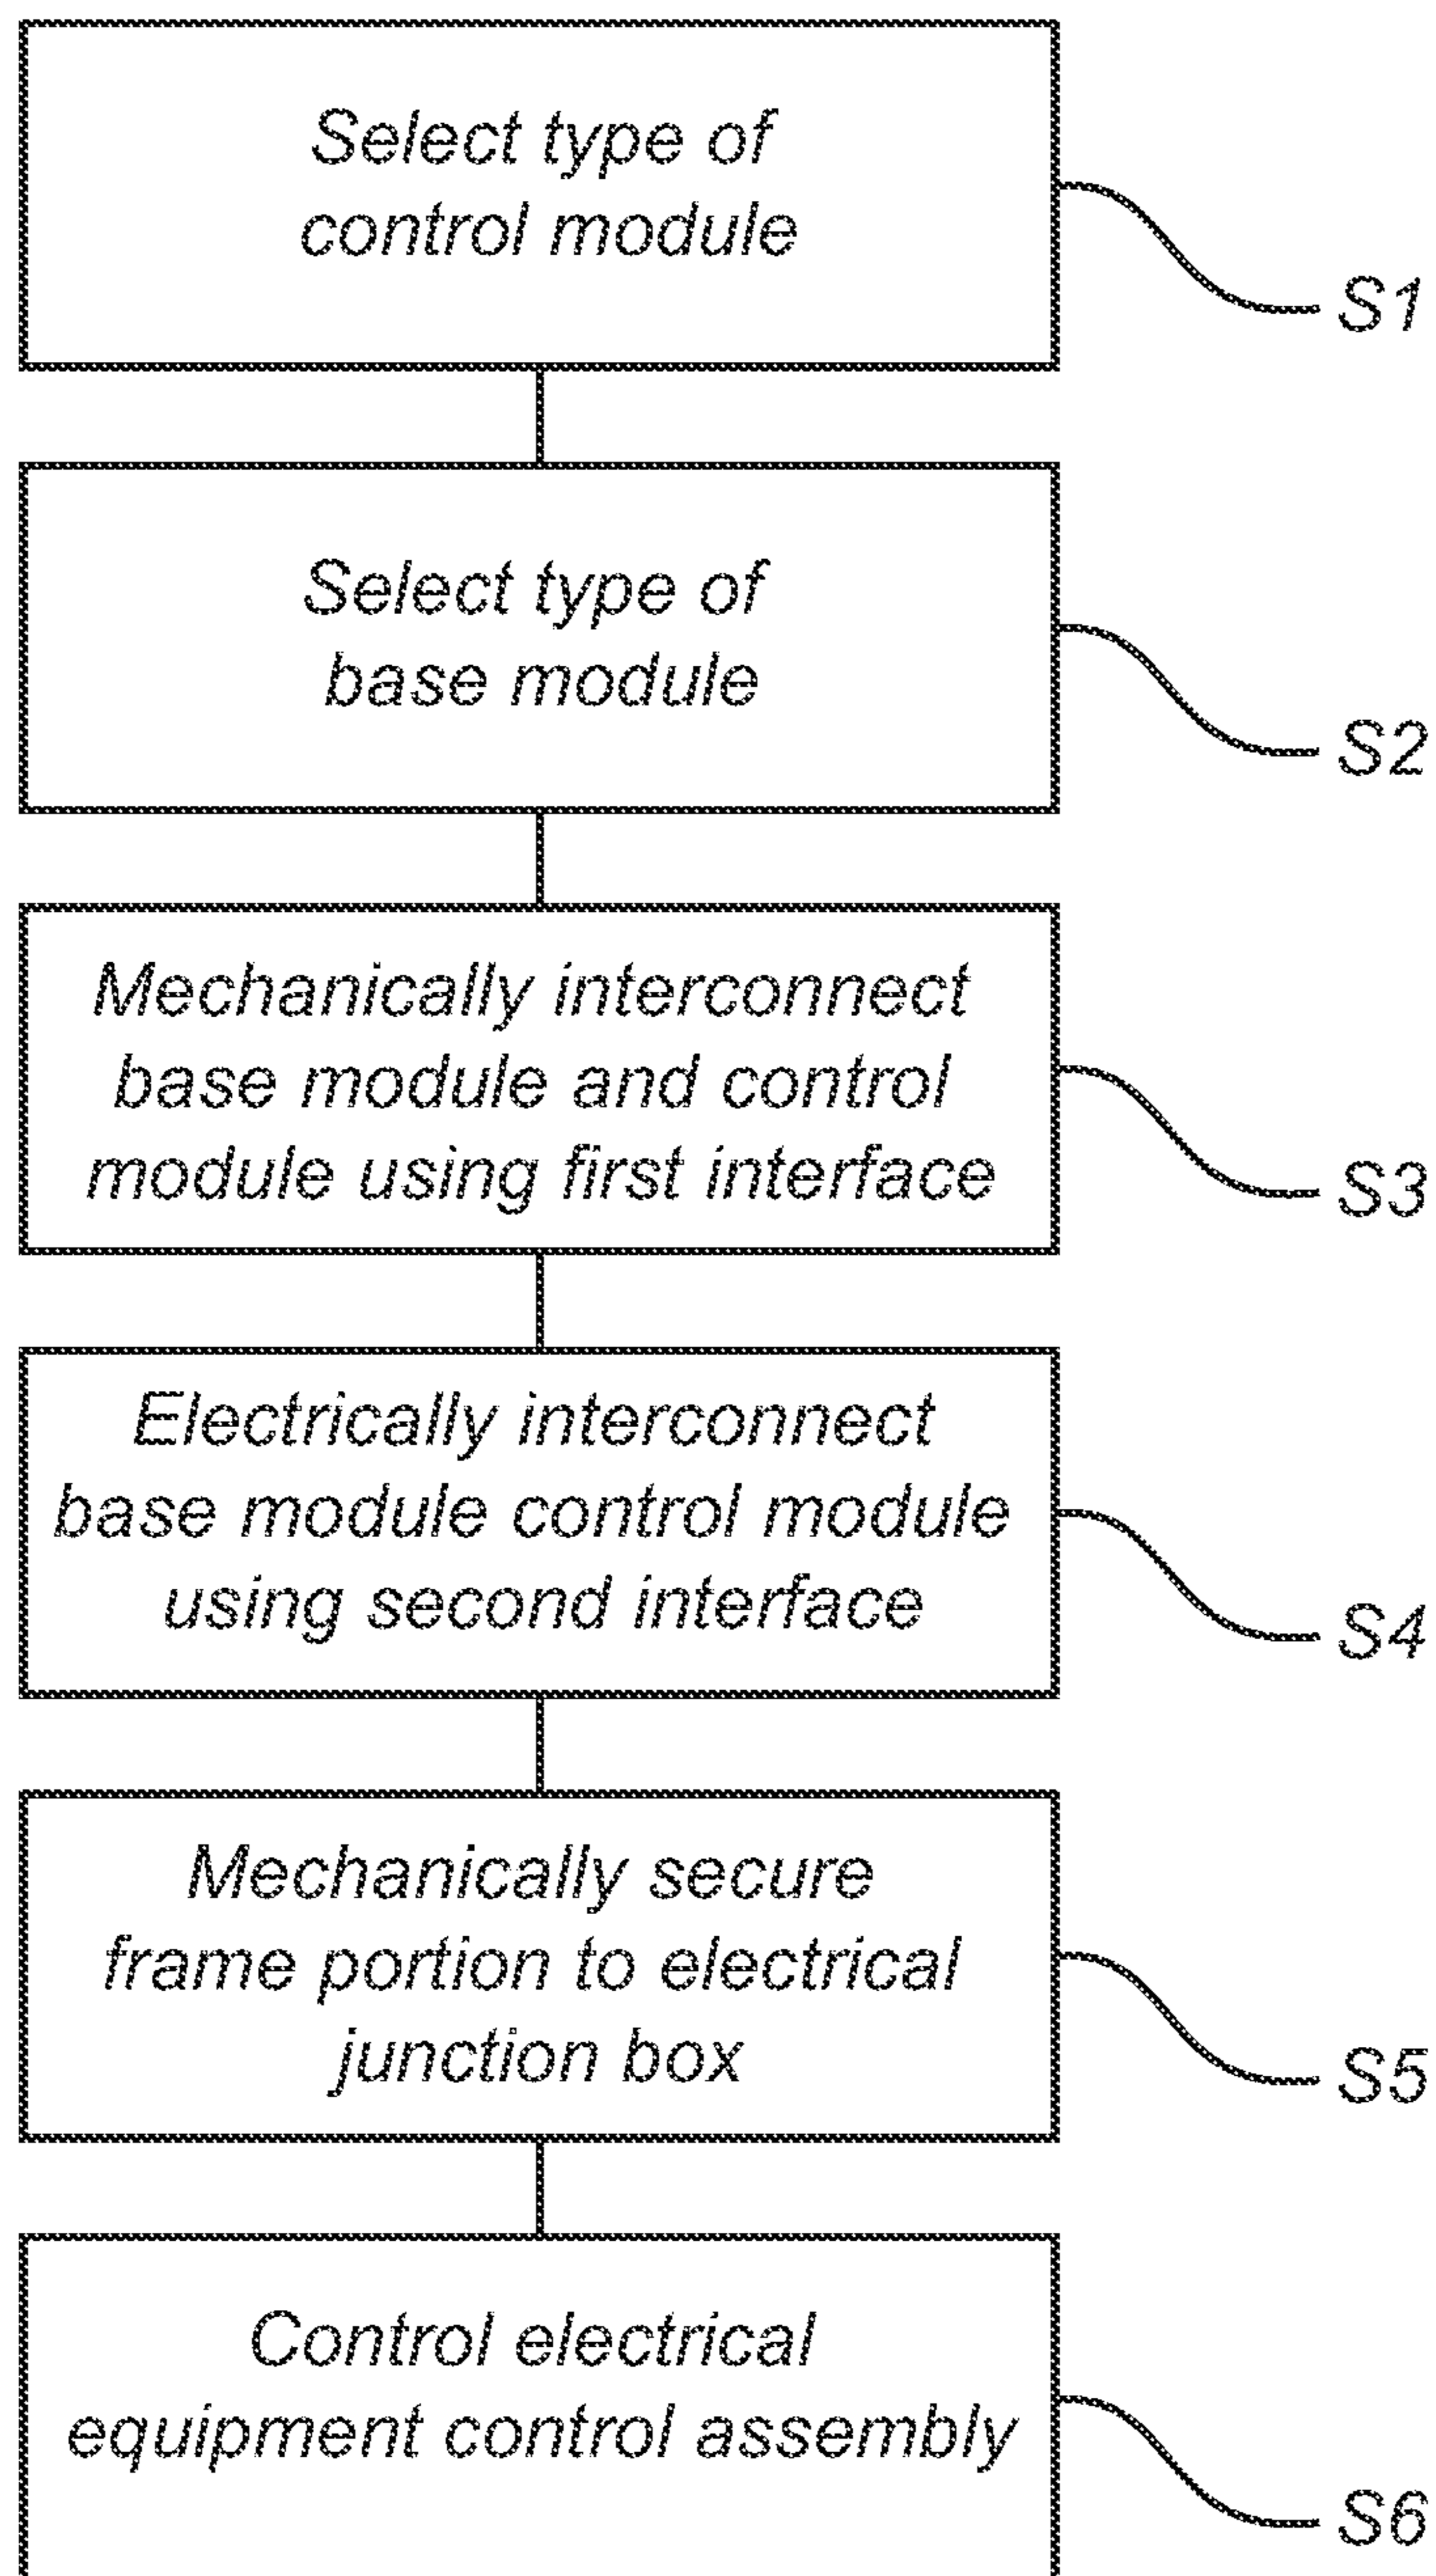 Select type of
control module
S1
Select type of
base module
S2
Mechanically interconnect
base module and control
module using first interface
S3
Electrically interconnect
base module control module
using second interface
S4
Mechanically secure
frame portion to electrical
junction box
S5
Control electrical
equipment control assembly
S6